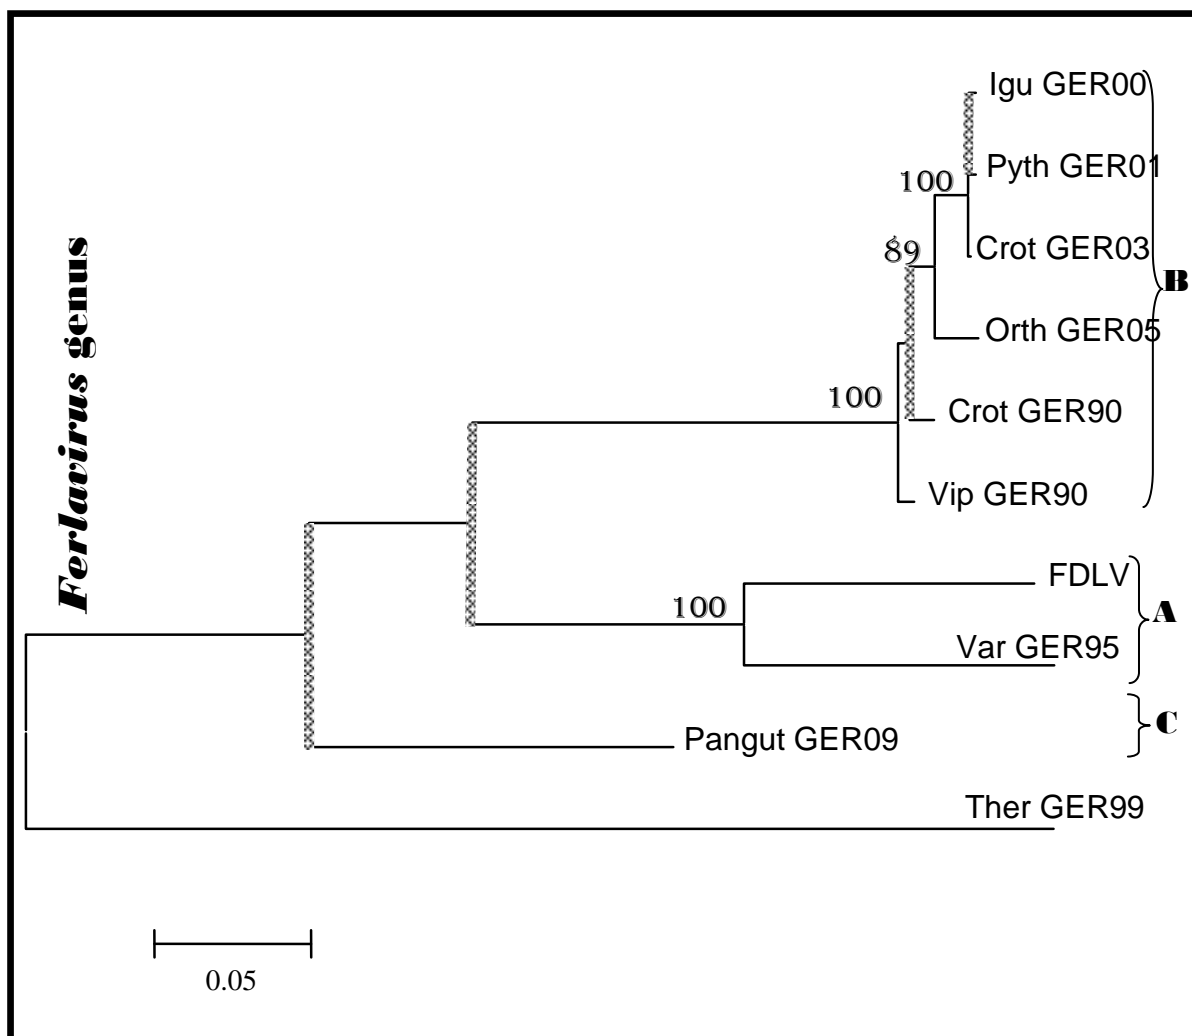 Ferlavirus genus
Igu GER00
Pyth GER01
100
Crot GER03
89
B
Orth GER05
100
Crot GER90
Vip GER90
FDLV
100
A
Var GER95
C
Pangut GER09
Ther GER99
0.05